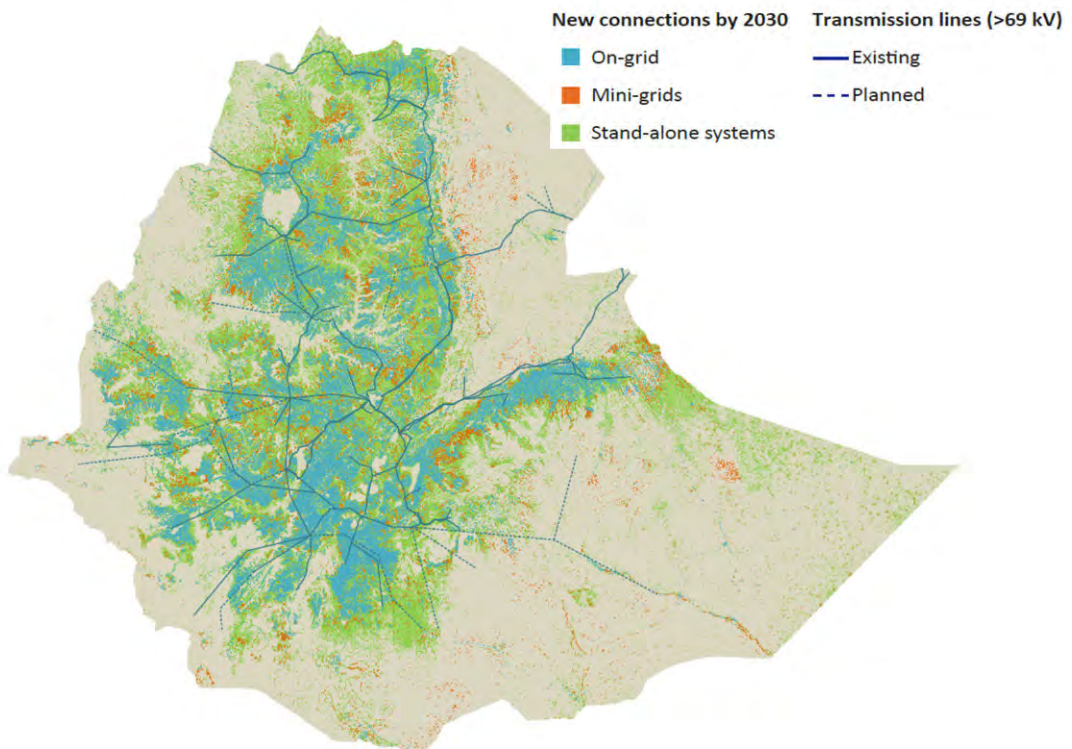 New connections by 2030
On-grid
Mini-grids
Stand-alone systems
Transmission lines (>69 kV)
Existing
Planned